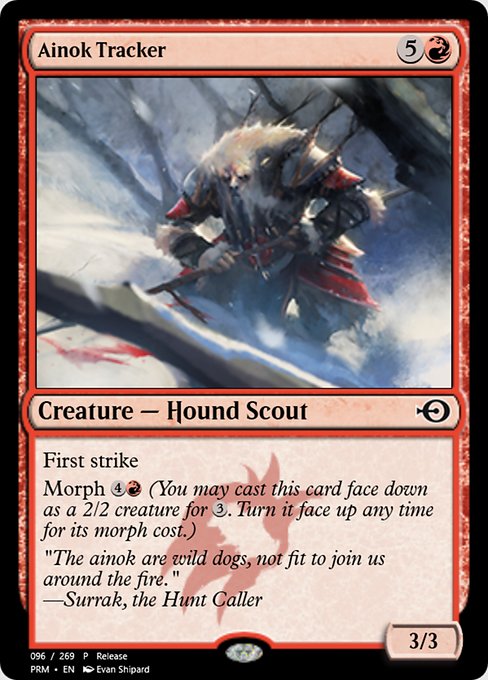 Ainok Tracker 5
Creature — Hound Scout
First strike
Morph 4 (You may cast this card face down
as a 2/2 creature for 3. Turn it face up any time
for its morph cost.)
"The ainok are wild dogs, not fit to join us
around the fire."
—Surrak, the Hunt Caller
3/3
096 / 269 P Release
PRM • EN Evan Shipard